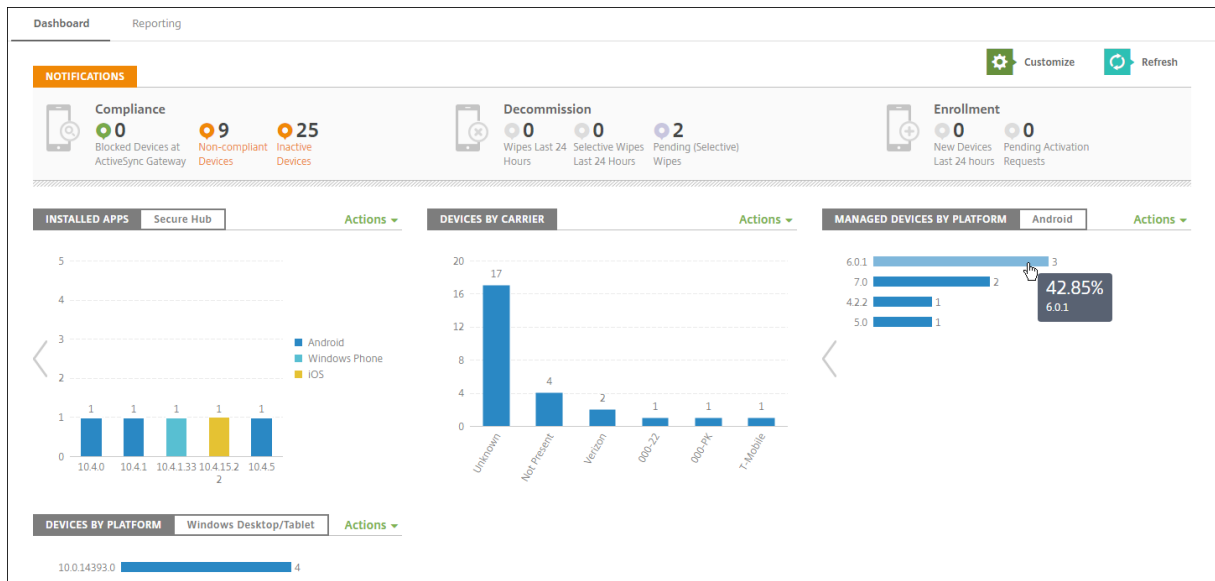 Dashboard Reporting
Customize Refresh
NOTIFICATIONS
Compliance
0 9 25
Blocked Devices at Non-compliant Inactive
ActiveSync Gateway Devices Devices
Decommission
0 0 2
Wipes Last 24 Selective Wipes Pending (Selective)
Hours Last 24 Hours Wipes
Enrollment
0 0
New Devices Pending Activation
Last 24 hours Requests
INSTALLED APPS Secure Hub Actions
5
4
3
2
1
0
1 1 1 1 1
10.4.0 10.4.1 10.4.1.33 10.4.15.2 10.4.5
2
Android
Windows Phone
iOS
DEVICES BY CARRIER Actions
20
16
12
8
4
0
17
4
2
1
1
1
Unknown
Not Present
Verizon
000-22
000-PK
T-Mobile
MANAGED DEVICES BY PLATFORM Android Actions
6.0.1 3
7.0 2
4.2.2 1
5.0 1
42.85%
6.0.1
DEVICES BY PLATFORM Windows Desktop/Tablet Actions
10.0.14393.0 4